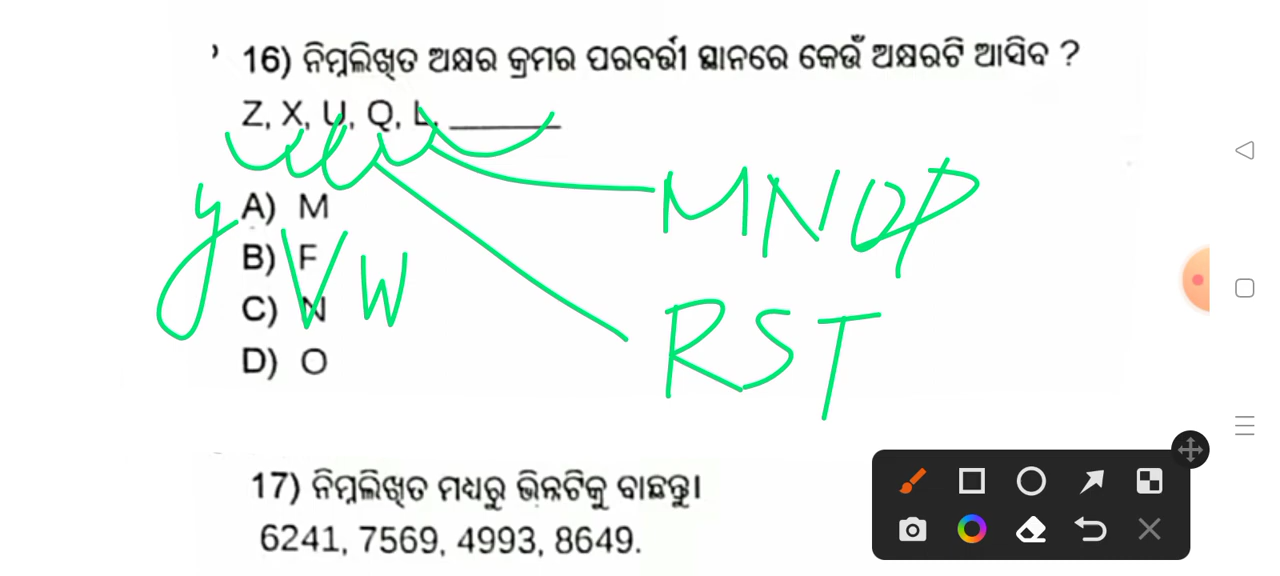 16) ନିମ୍ନଲିଖିତ ଅକ୍ଷର କ୍ରମର ପରବର୍ତ୍ତୀ ସ୍ଥାନରେ କେଉଁ ଅକ୍ଷରଟି ଆସିବ ?
Z, X, U, Q, L, ______
A) M
B) F
C) N
D) O
y
V W
MNOP
RST
17) ନିମ୍ନଲିଖିତ ମଧ୍ୟରୁ ଭିନ୍ନଟିକୁ ବାଛନ୍ତୁ।
6241, 7569, 4993, 8649.